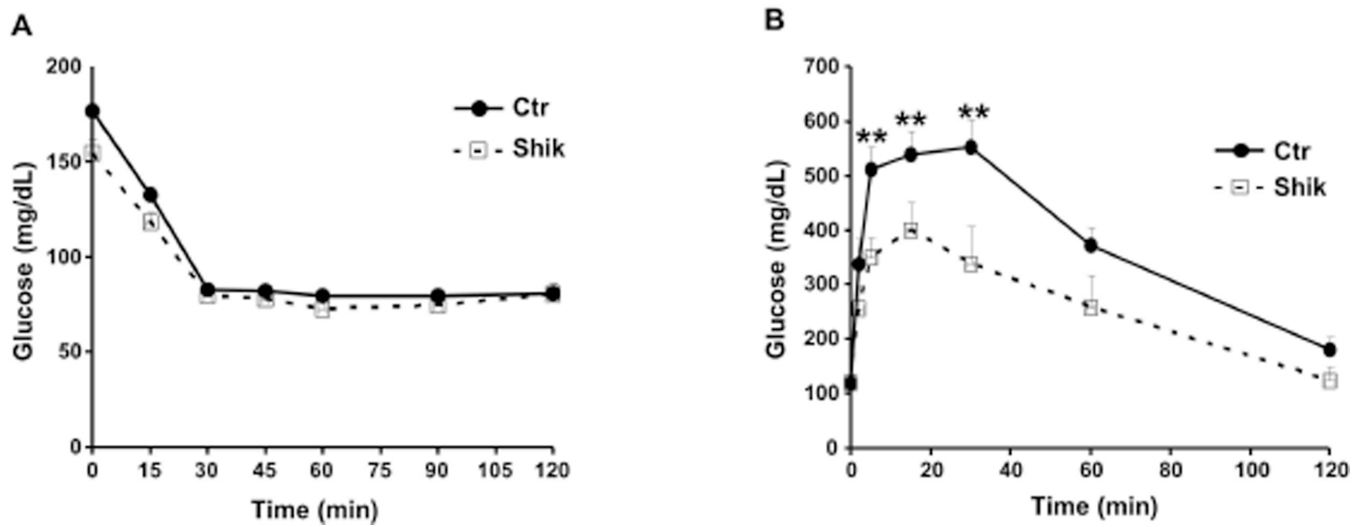 A
Glucose (mg/dL)
200
150
100
50
0
0 15 30 45 60 75 90 105 120
Time (min)
Ctr
Shik
B
Glucose (mg/dL)
700
600
500
400
300
200
100
0
0 20 40 60 80 100 120
Time (min)
** ** **
Ctr
Shik